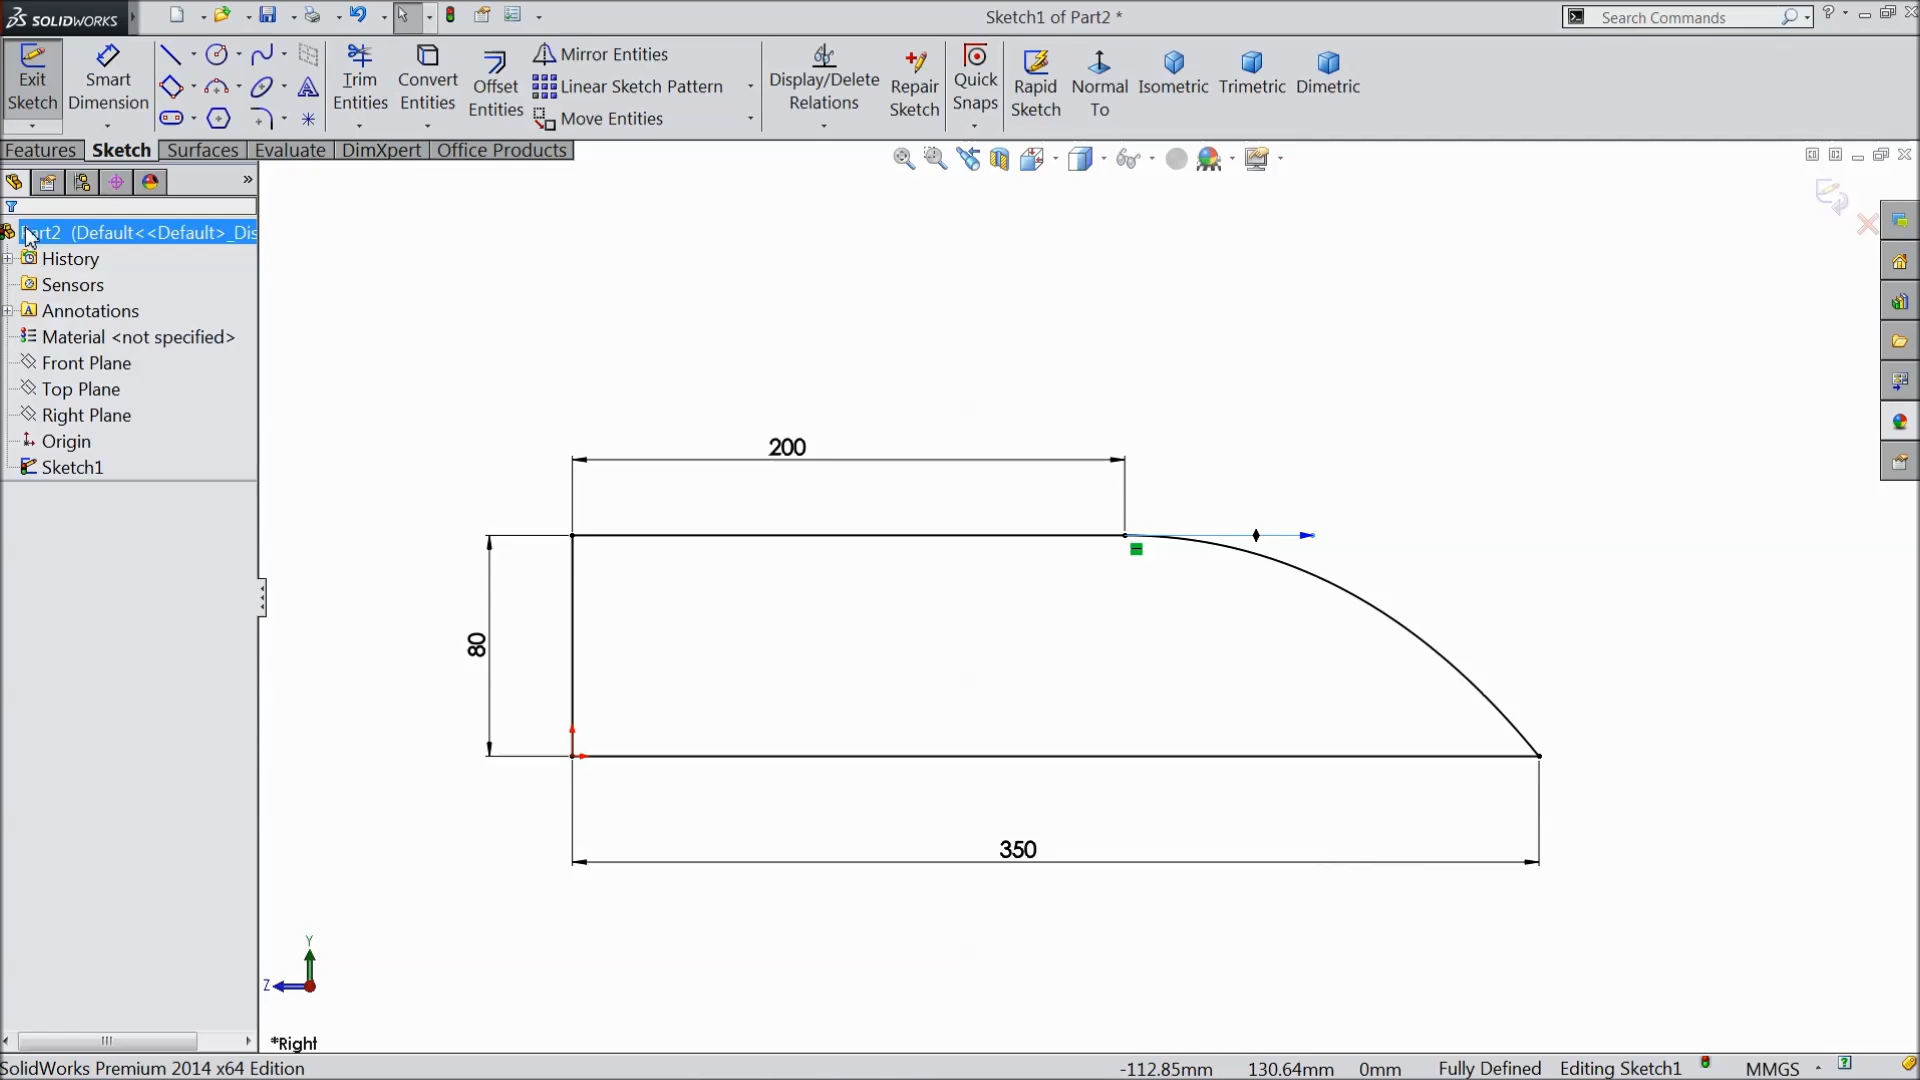 SOLIDWORKS
Sketch1 of Part2 *
Search Commands
Exit Sketch
Smart Dimension
Trim Entities
Convert Entities
Offset Entities
Mirror Entities
Linear Sketch Pattern
Move Entities
Display/Delete Relations
Repair Sketch
Quick Snaps
Rapid Sketch
Normal To
Isometric
Trimetric
Dimetric
Features
Sketch
Surfaces
Evaluate
DimXpert
Office Products
Part2 (Default<<Default>_Dis
History
Sensors
Annotations
Material <not specified>
Front Plane
Top Plane
Right Plane
Origin
Sketch1
200
80
350
Y
Z
*Right
SolidWorks Premium 2014 x64 Edition
-112.85mm
130.64mm
0mm
Fully Defined
Editing Sketch1
MMGS